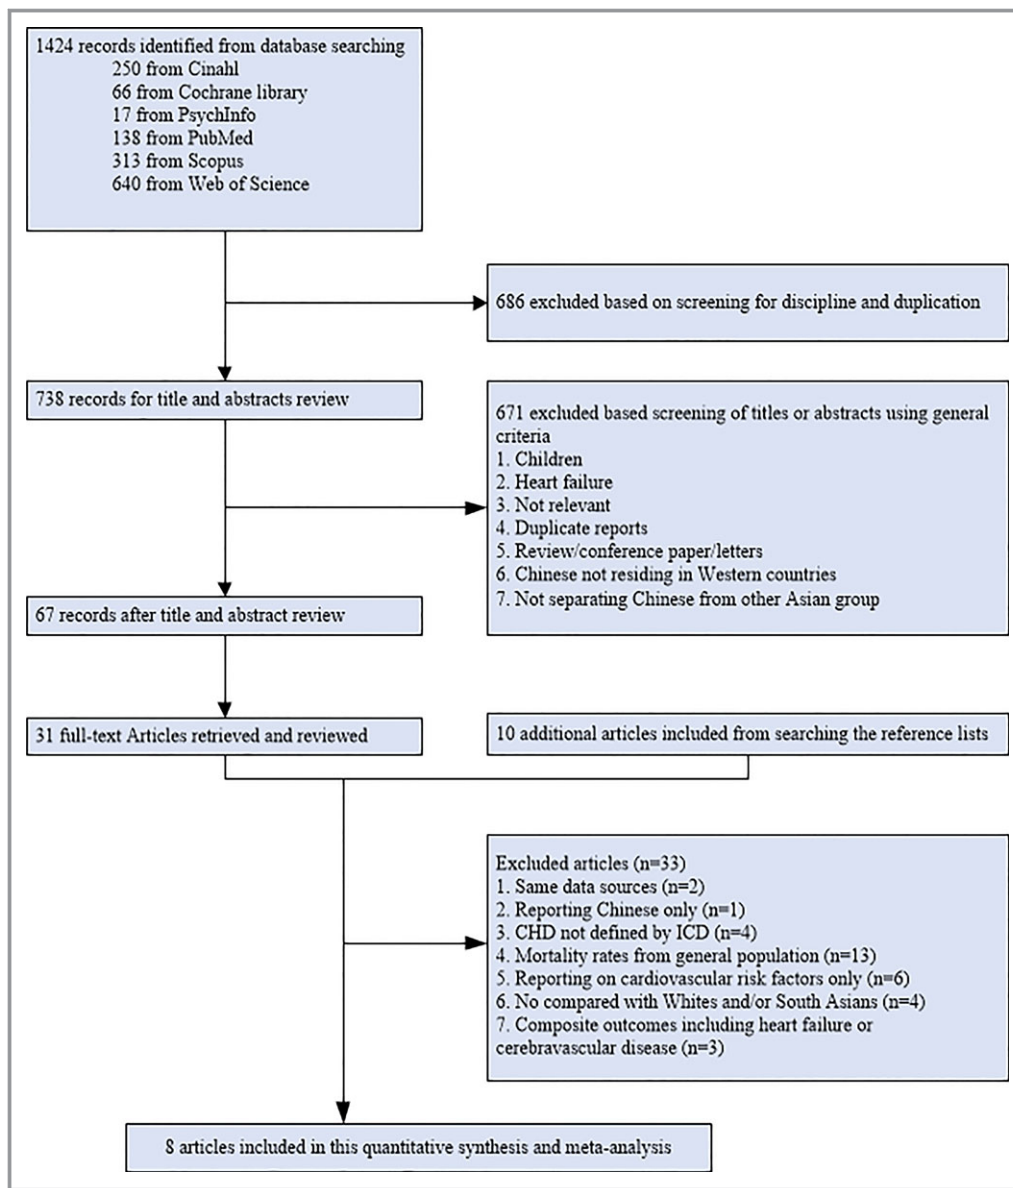 1424 records identified from database searching
250 from Cinahl
66 from Cochrane library
17 from PsychInfo
138 from PubMed
313 from Scopus
640 from Web of Science
686 excluded based on screening for discipline and duplication
738 records for title and abstracts review
671 excluded based screening of titles or abstracts using general
criteria
1. Children
2. Heart failure
3. Not relevant
4. Duplicate reports
5. Review/conference paper/letters
6. Chinese not residing in Western countries
7. Not separating Chinese from other Asian group
67 records after title and abstract review
31 full-text Articles retrieved and reviewed
10 additional articles included from searching the reference lists
Excluded articles (n=33)
1. Same data sources (n=2)
2. Reporting Chinese only (n=1)
3. CHD not defined by ICD (n=4)
4. Mortality rates from general population (n=13)
5. Reporting on cardiovascular risk factors only (n=6)
6. No compared with Whites and/or South Asians (n=4)
7. Composite outcomes including heart failure or
cerebravascular disease (n=3)
8 articles included in this quantitative synthesis and meta-analysis